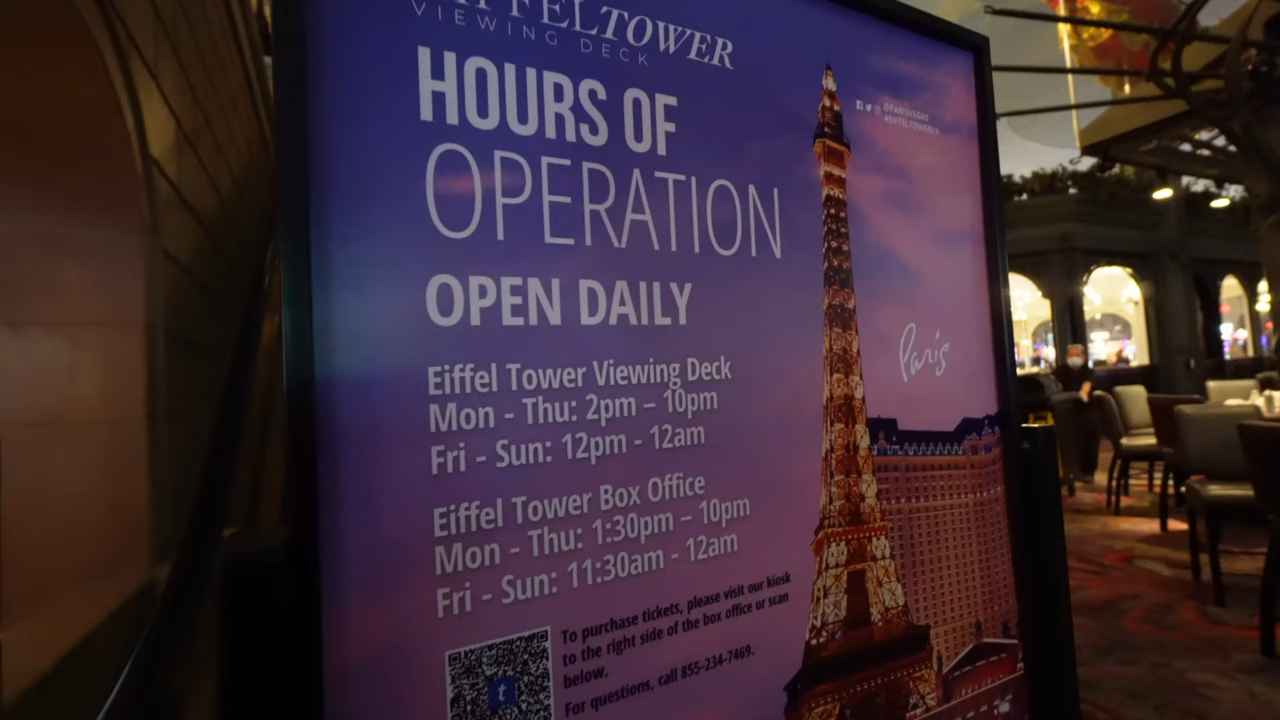 EIFFELTOWER
VIEWING DECK
HOURS OF
OPERATION
OPEN DAILY
Eiffel Tower Viewing Deck
Mon - Thu: 2pm – 10pm
Fri - Sun: 12pm - 12am
Eiffel Tower Box Office
Mon - Thu: 1:30pm – 10pm
Fri - Sun: 11:30am - 12am
To purchase tickets, please visit our kiosk
to the right side of the box office or scan
below.
For questions, call 855-234-7469.
t
@PARISVEGAS
#EIFFELTOWERLV
Paris